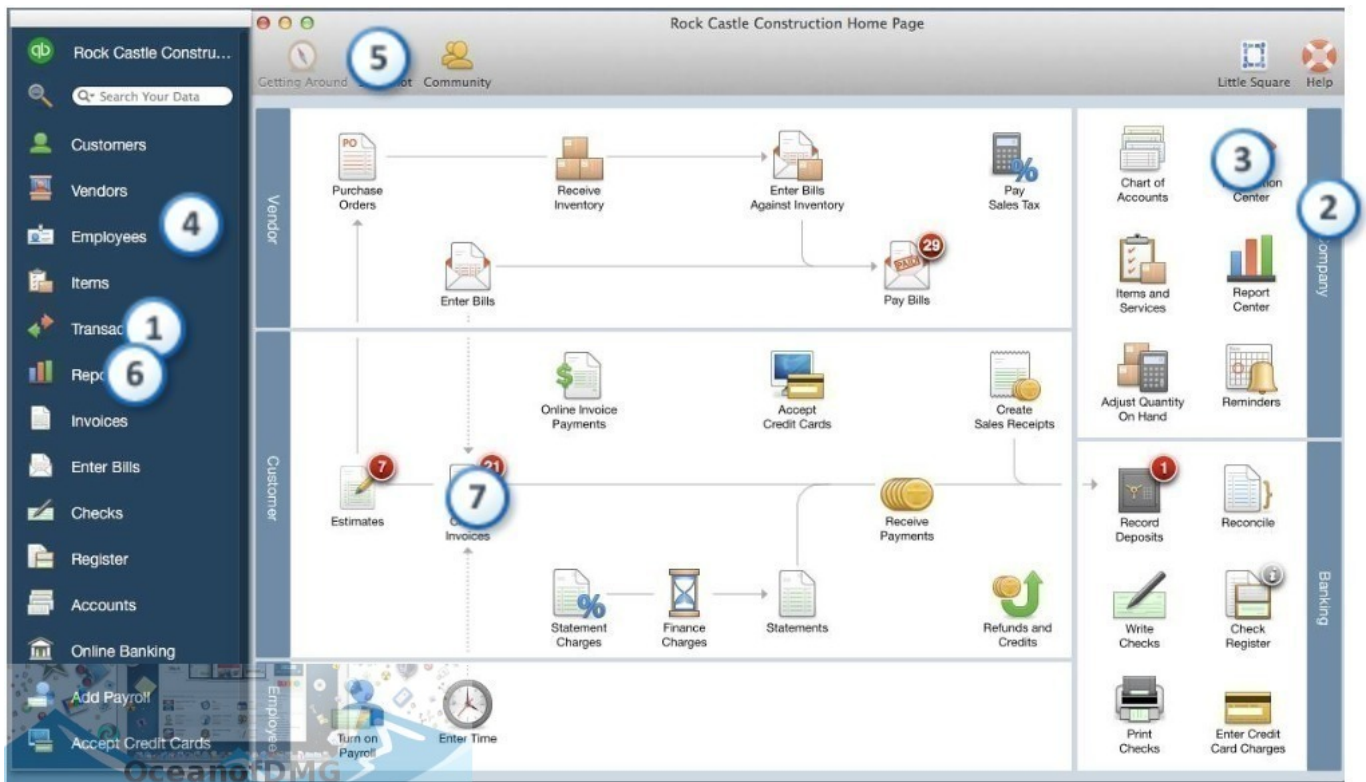 Rock Castle Construction Home Page
Rock Castle Constru...
Search Your Data
Customers
Vendors
Employees
Items
Invoices
Enter Bills
Checks
Register
Accounts
Online Banking
Add Payroll
Accept Credit Cards
4
1
6
Getting Around
5
Community
Little Square
Help
Vendor
PO
Purchase
Orders
Receive
Inventory
Enter Bills
Against Inventory
%
Pay
Sales Tax
Enter Bills
PAID
29
Pay Bills
Customer
$
Online Invoice
Payments
Accept
Credit Cards
Create
Sales Receipts
7
Estimates
21
7
Invoices
Receive
Payments
%
Statement
Charges
Finance
Charges
Statements
Refunds and
Credits
Employee
Turn on
Payroll
Enter Time
Company
2
Chart of
Accounts
3
Center
Items and
Services
Report
Center
Adjust Quantity
On Hand
Reminders
Banking
1
Record
Deposits
Reconcile
Write
Checks
Check
Register
Print
Checks
Enter Credit
Card Charges
OceanofDMG